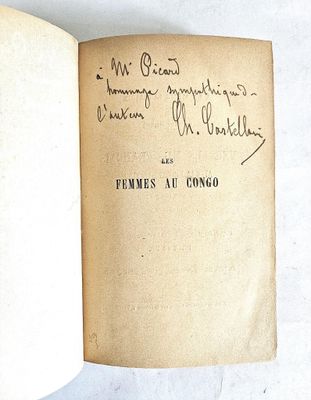 à Mr Picard
hommage sympathique d
l'auteur
Ch. Castellani
LES
FEMMES AU CONGO